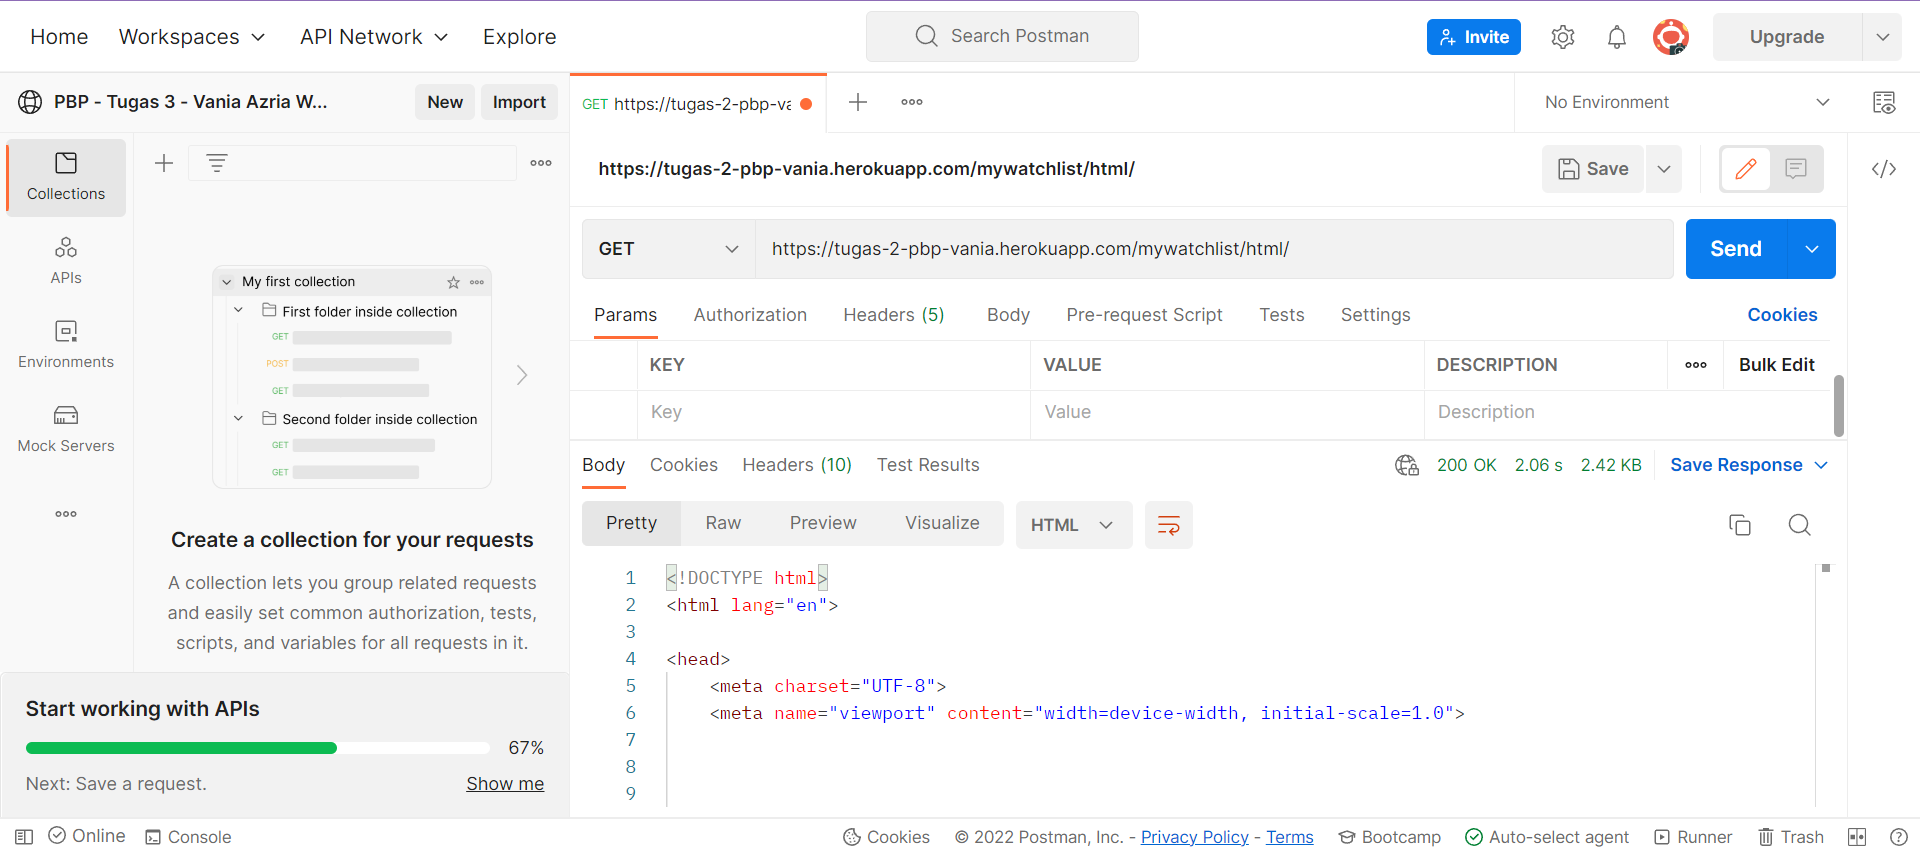 Home Workspaces API Network Explore Search Postman Invite Upgrade
PBP - Tugas 3 - Vania Azria W... New Import
GET https://tugas-2-pbp-va No Environment
https://tugas-2-pbp-vania.herokuapp.com/mywatchlist/html/ Save
Collections
APIs
Environments
Mock Servers
My first collection
First folder inside collection
GET
POST
GET
Second folder inside collection
GET
GET
Create a collection for your requests
A collection lets you group related requests
and easily set common authorization, tests,
scripts, and variables for all requests in it.
Start working with APIs
67%
Next: Save a request. Show me
GET https://tugas-2-pbp-vania.herokuapp.com/mywatchlist/html/ Send
Params Authorization Headers (5) Body Pre-request Script Tests Settings Cookies
KEY VALUE DESCRIPTION Bulk Edit
Key Value Description
Body Cookies Headers (10) Test Results 200 OK 2.06 s 2.42 KB Save Response
Pretty Raw Preview Visualize HTML
1 <!DOCTYPE html>
2 <html lang="en">
3
4 <head>
5 <meta charset="UTF-8">
6 <meta name="viewport" content="width=device-width, initial-scale=1.0">
7
8
9
Online Console Cookies © 2022 Postman, Inc. - Privacy Policy - Terms Bootcamp Auto-select agent Runner Trash